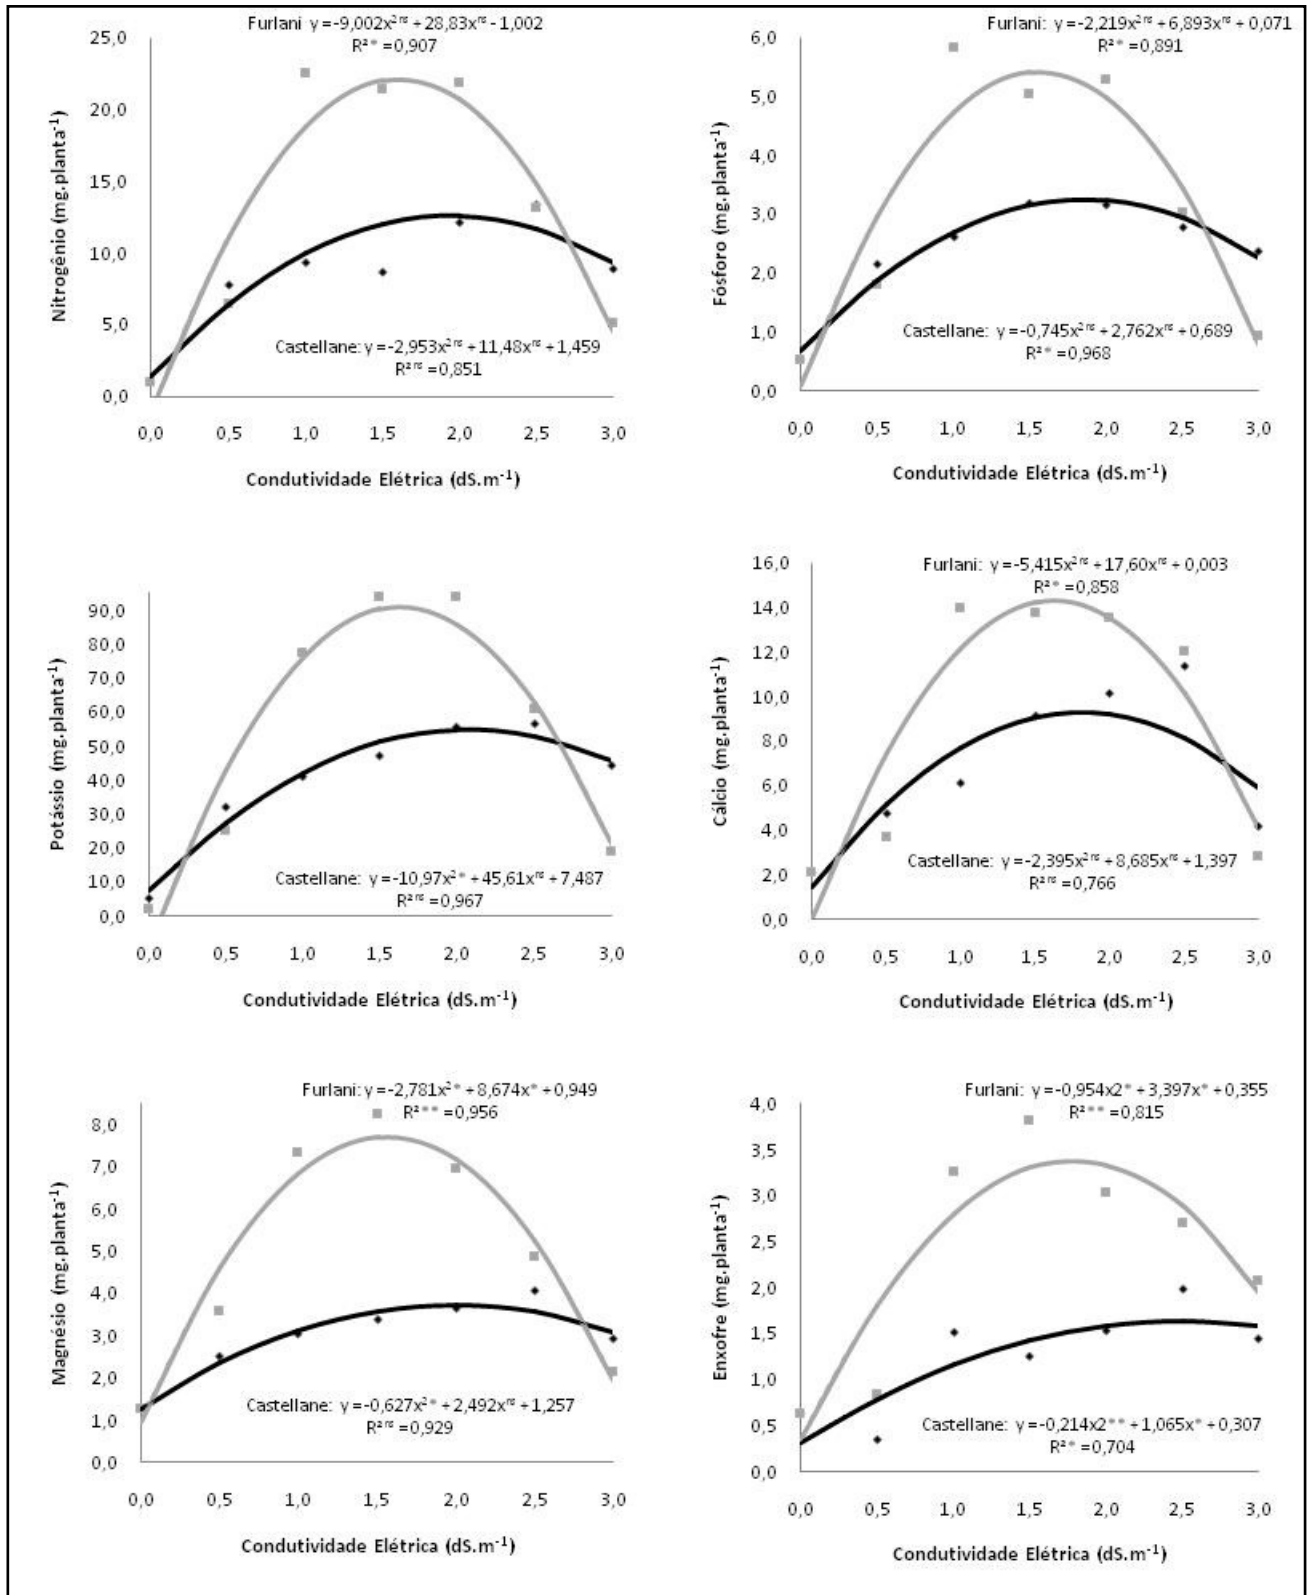 Furlani y =-9,002x²ⁿˢ + 28,83xⁿˢ - 1,002
R²* =0,907
25,0
20,0
15,0
10,0
5,0
0,0
Nitrogênio (mg.planta⁻¹)
Castellane: y =-2,953x²ⁿˢ + 11,48xⁿˢ + 1,459
R²ⁿˢ =0,851
0,0 0,5 1,0 1,5 2,0 2,5 3,0
Condutividade Elétrica (dS.m⁻¹)
Furlani: y =-2,219x²ⁿˢ + 6,893xⁿˢ + 0,071
R²* =0,891
6,0
5,0
4,0
3,0
2,0
1,0
0,0
Fósforo (mg.planta⁻¹)
Castellane: y =-0,745x²ⁿˢ + 2,762xⁿˢ + 0,689
R²* =0,968
0,0 0,5 1,0 1,5 2,0 2,5 3,0
Condutividade Elétrica (dS.m⁻¹)
90,0
80,0
70,0
60,0
50,0
40,0
30,0
20,0
10,0
0,0
Potássio (mg.planta⁻¹)
Castellane: y =-10,97x²* + 45,61xⁿˢ + 7,487
R²ⁿˢ =0,967
0,0 0,5 1,0 1,5 2,0 2,5 3,0
Condutividade Elétrica (dS.m⁻¹)
Furlani: y =-5,415x²ⁿˢ + 17,60xⁿˢ + 0,003
R²* =0,858
16,0
14,0
12,0
10,0
8,0
6,0
4,0
2,0
0,0
Cálcio (mg.planta⁻¹)
Castellane: y =-2,395x²ⁿˢ + 8,685xⁿˢ + 1,397
R²ⁿˢ =0,766
0,0 0,5 1,0 1,5 2,0 2,5 3,0
Condutividade Elétrica (dS.m⁻¹)
Furlani: y =-2,781x²* + 8,674x* + 0,949
R²** =0,956
8,0
7,0
6,0
5,0
4,0
3,0
2,0
1,0
0,0
Magnésio (mg.planta⁻¹)
Castellane: y =-0,627x²* + 2,492xⁿˢ + 1,257
R²ⁿˢ =0,929
0,0 0,5 1,0 1,5 2,0 2,5 3,0
Condutividade Elétrica (dS.m⁻¹)
Furlani: y =-0,954x2* + 3,397x* + 0,355
R²** =0,815
4,0
3,5
3,0
2,5
2,0
1,5
1,0
0,5
0,0
Enxofre (mg.planta⁻¹)
Castellane: y =-0,214x2** + 1,065x* + 0,307
R²* =0,704
0,0 0,5 1,0 1,5 2,0 2,5 3,0
Condutividade Elétrica (dS.m⁻¹)